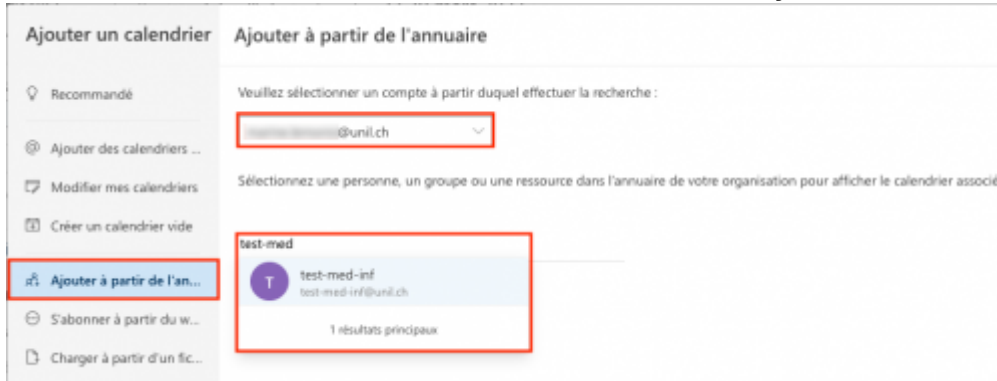 Ajouter un calendrier
Ajouter à partir de l'annuaire
Recommandé
Veuillez sélectionner un compte à partir duquel effectuer la recherche :
@unil.ch
Ajouter des calendriers ...
Modifier mes calendriers
Sélectionnez une personne, un groupe ou une ressource dans l'annuaire de votre organisation pour afficher le calendrier associé
Créer un calendrier vide
test-med
Ajouter à partir de l'an...
T
test-med-inf
test-med-inf@unil.ch
S'abonner à partir du w...
1 résultats principaux
Charger à partir d'un fic...